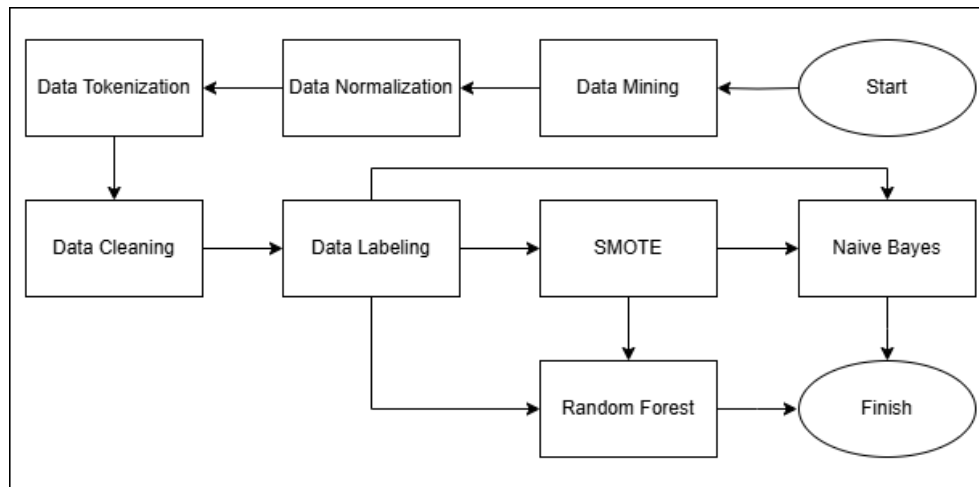 Start
Data Mining
Data Normalization
Data Tokenization
Data Cleaning
Data Labeling
SMOTE
Naive Bayes
Random Forest
Finish